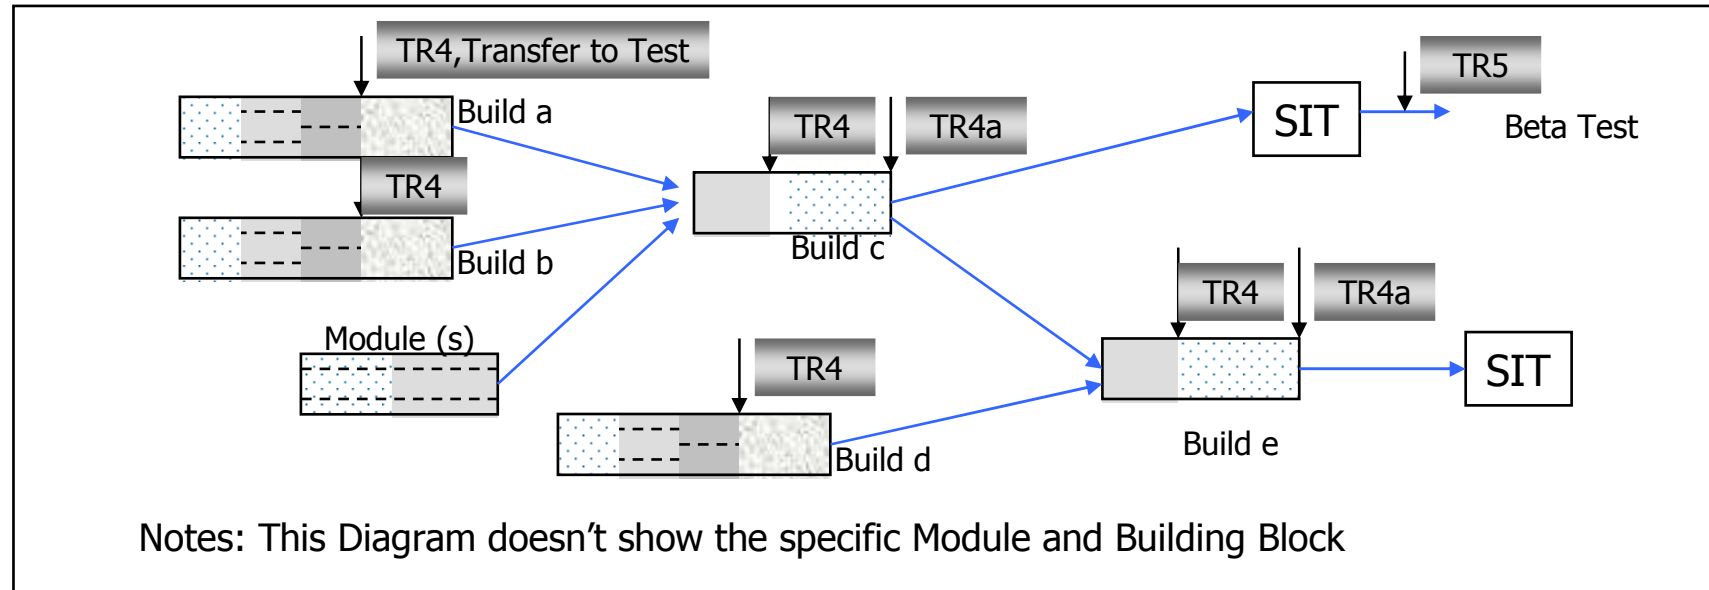 TR4,Transfer to Test
TR5
Build a
TR4
TR4a
SIT
Beta Test
TR4
Build b
Build c
TR4
TR4a
Module (s)
TR4
SIT
Build d
Build e
Notes: This Diagram doesn’t show the specific Module and Building Block